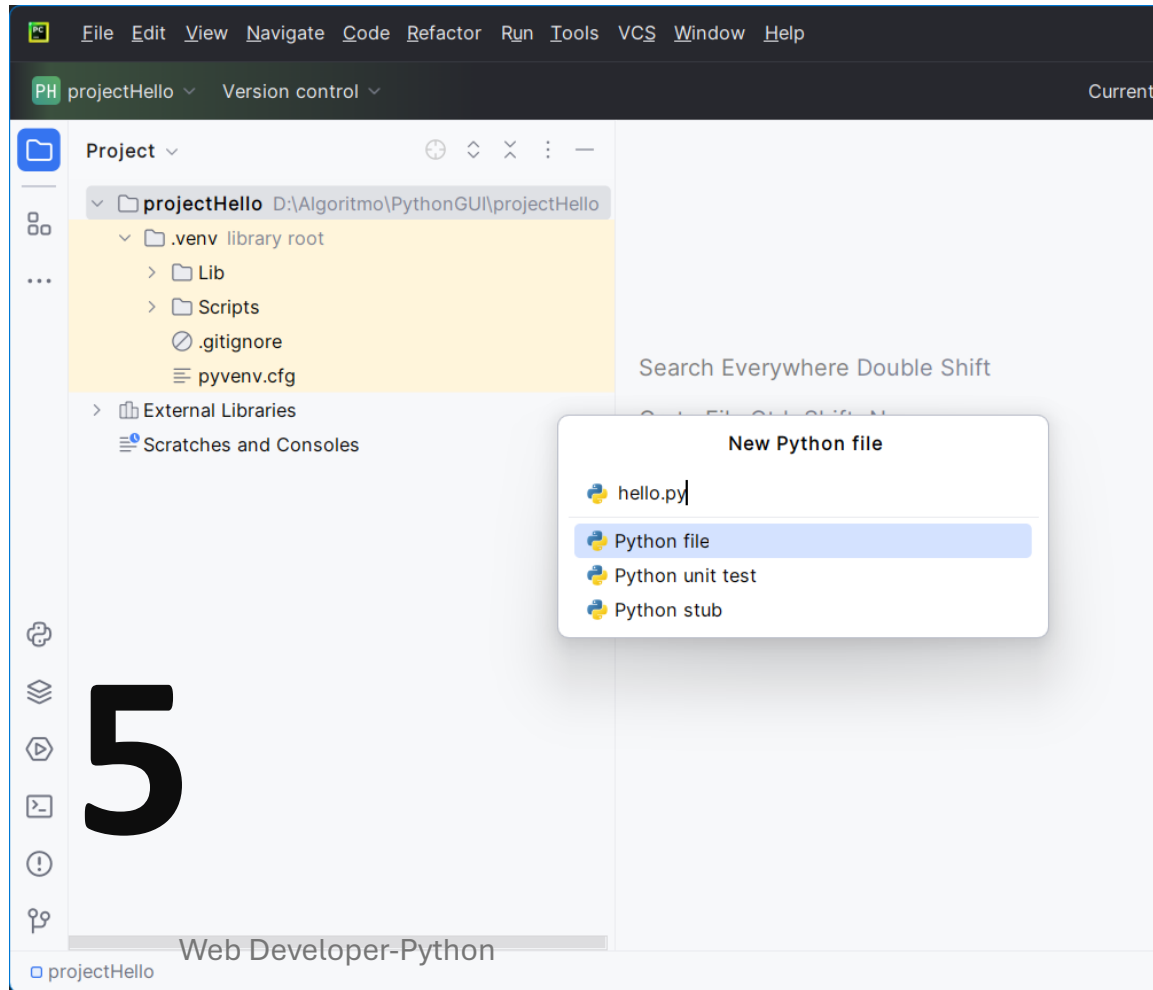 PC
File Edit View Navigate Code Refactor Run Tools VCS Window Help
PH projectHello Version control Current
Project
projectHello D:\Algoritmo\PythonGUI\projectHello
.venv library root
Lib
Scripts
.gitignore
pyvenv.cfg
External Libraries
Scratches and Consoles
Search Everywhere Double Shift
New Python file
hello.py
Python file
Python unit test
Python stub
5
Web Developer-Python
projectHello